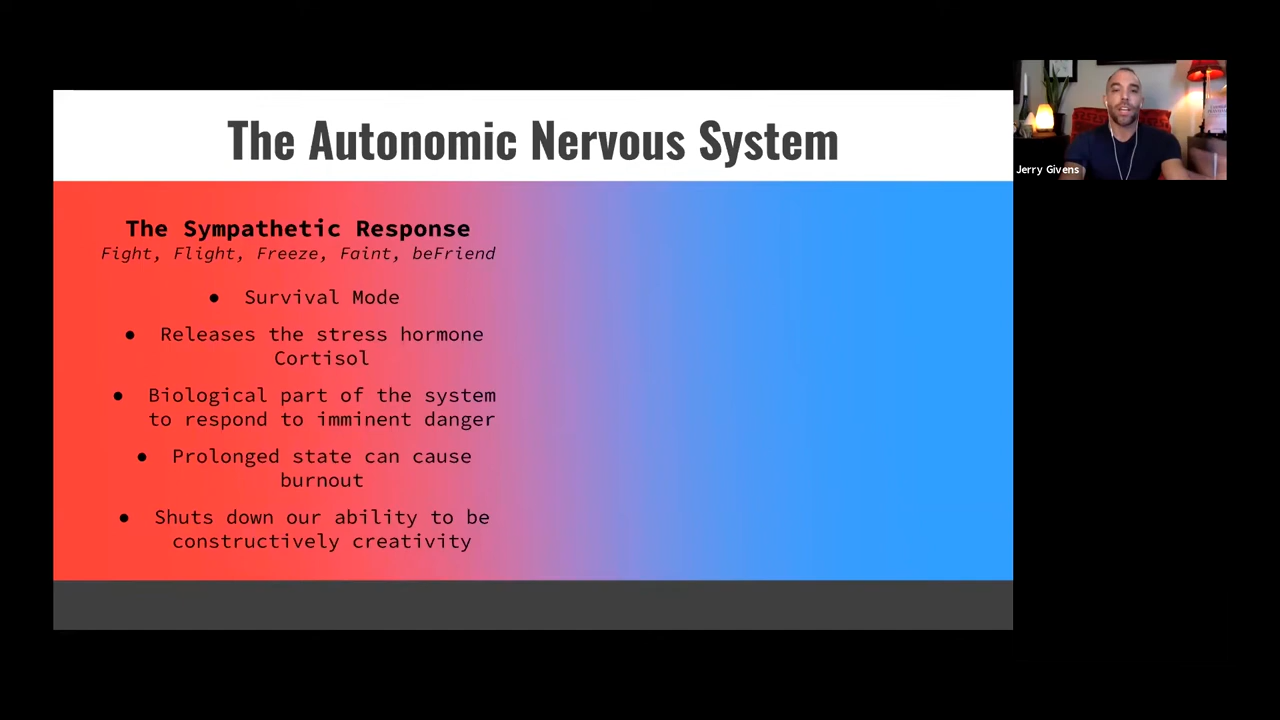 The Autonomic Nervous System
The Sympathetic Response
Fight, Flight, Freeze, Faint, beFriend
● Survival Mode
● Releases the stress hormone
Cortisol
● Biological part of the system
to respond to imminent danger
● Prolonged state can cause
burnout
● Shuts down our ability to be
constructively creativity
Jerry Givens